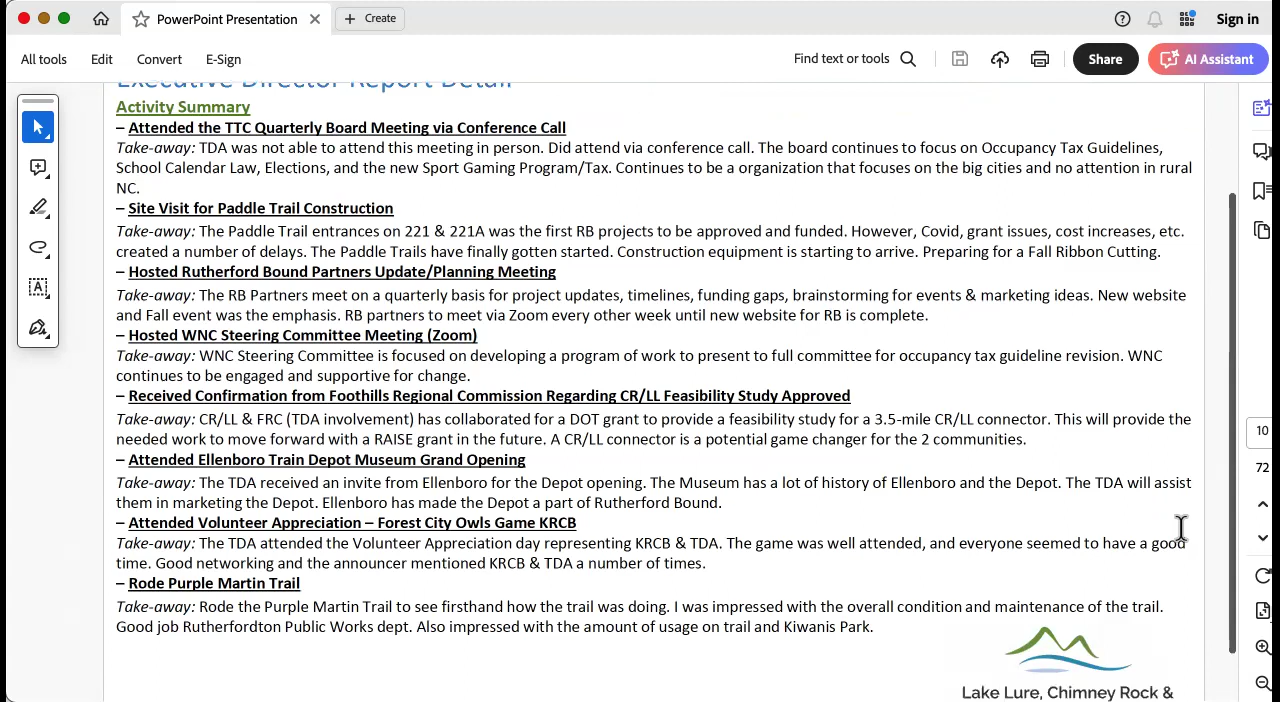 PowerPoint Presentation
Create
Sign in
All tools
Edit
Convert
E-Sign
Find text or tools
Share
AI Assistant
Executive Director Report Detail
Activity Summary
– Attended the TTC Quarterly Board Meeting via Conference Call
Take-away: TDA was not able to attend this meeting in person. Did attend via conference call. The board continues to focus on Occupancy Tax Guidelines,
School Calendar Law, Elections, and the new Sport Gaming Program/Tax. Continues to be a organization that focuses on the big cities and no attention in rural
NC.
– Site Visit for Paddle Trail Construction
Take-away: The Paddle Trail entrances on 221 & 221A was the first RB projects to be approved and funded. However, Covid, grant issues, cost increases, etc.
created a number of delays. The Paddle Trails have finally gotten started. Construction equipment is starting to arrive. Preparing for a Fall Ribbon Cutting.
– Hosted Rutherford Bound Partners Update/Planning Meeting
Take-away: The RB Partners meet on a quarterly basis for project updates, timelines, funding gaps, brainstorming for events & marketing ideas. New website
and Fall event was the emphasis. RB partners to meet via Zoom every other week until new website for RB is complete.
– Hosted WNC Steering Committee Meeting (Zoom)
Take-away: WNC Steering Committee is focused on developing a program of work to present to full committee for occupancy tax guideline revision. WNC
continues to be engaged and supportive for change.
– Received Confirmation from Foothills Regional Commission Regarding CR/LL Feasibility Study Approved
Take-away: CR/LL & FRC (TDA involvement) has collaborated for a DOT grant to provide a feasibility study for a 3.5-mile CR/LL connector. This will provide the
needed work to move forward with a RAISE grant in the future. A CR/LL connector is a potential game changer for the 2 communities.
– Attended Ellenboro Train Depot Museum Grand Opening
Take-away: The TDA received an invite from Ellenboro for the Depot opening. The Museum has a lot of history of Ellenboro and the Depot. The TDA will assist
them in marketing the Depot. Ellenboro has made the Depot a part of Rutherford Bound.
– Attended Volunteer Appreciation – Forest City Owls Game KRCB
Take-away: The TDA attended the Volunteer Appreciation day representing KRCB & TDA. The game was well attended, and everyone seemed to have a good
time. Good networking and the announcer mentioned KRCB & TDA a number of times.
– Rode Purple Martin Trail
Take-away: Rode the Purple Martin Trail to see firsthand how the trail was doing. I was impressed with the overall condition and maintenance of the trail.
Good job Rutherfordton Public Works dept. Also impressed with the amount of usage on trail and Kiwanis Park.
Lake Lure, Chimney Rock &
10
72